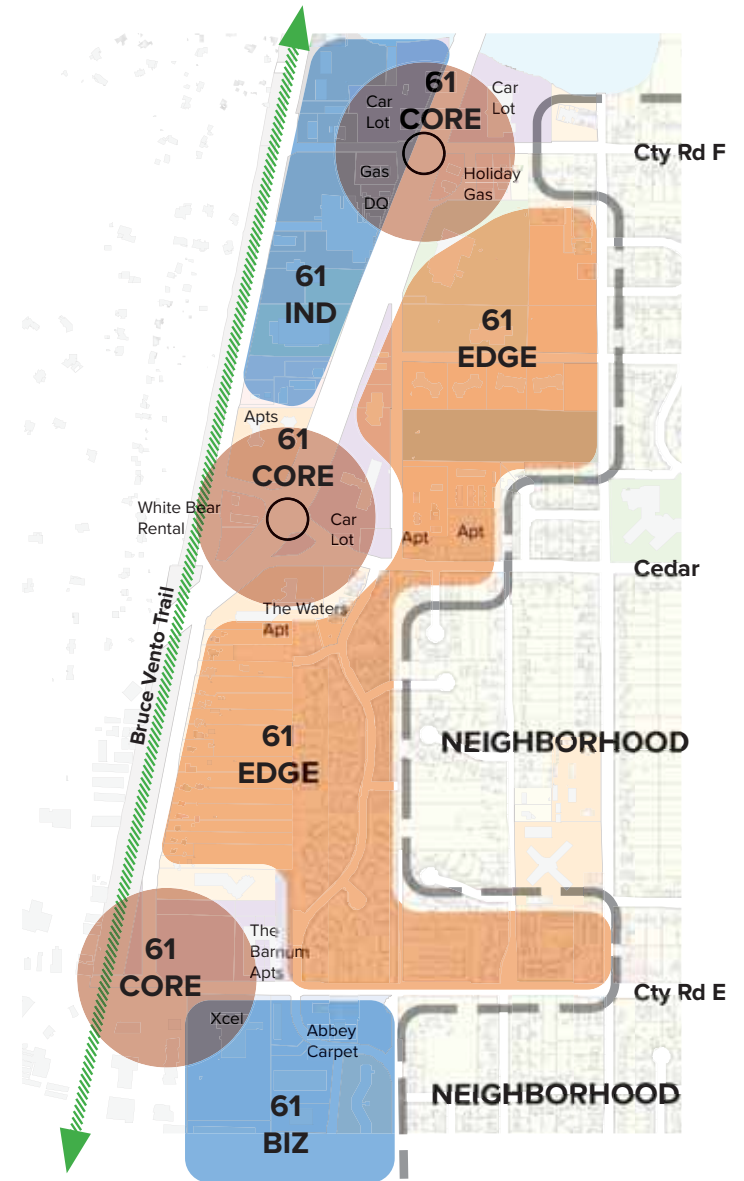 61
CORE
Car
Lot
Car
Lot
Cty Rd F
Gas
DQ
Holiday
Gas
61
IND
61
EDGE
Apts
61
CORE
White Bear
Rental
Car
Lot
Apt
Apt
Cedar
The Waters
Apt
Bruce Vento Trail
61
EDGE
NEIGHBORHOOD
61
CORE
The
Barnum
Apts
Cty Rd E
Xcel
Abbey
Carpet
NEIGHBORHOOD
61
BIZ